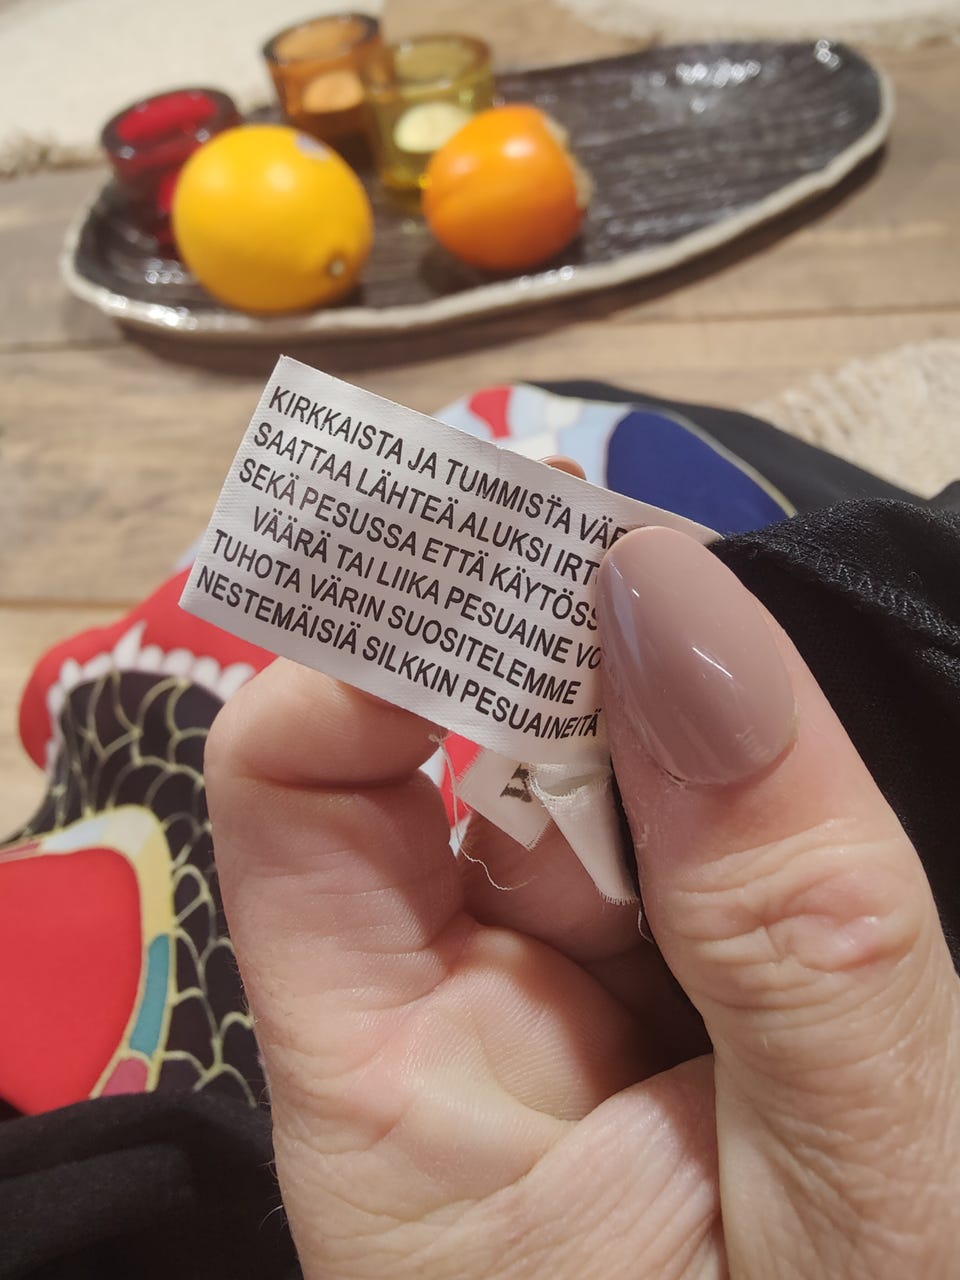 KIRKKAISTA JA TUMMISTA
SAATTAA LÄHTEÄ ALUKSI
SEKÄ PESUSSA ETTÄ
VÄÄRÄ TAI LIIKA PESUAINE
TUHOTA VÄRIN SUOSITELEMME
NESTEMÄISIÄ SILKKIN PESUAINEITA